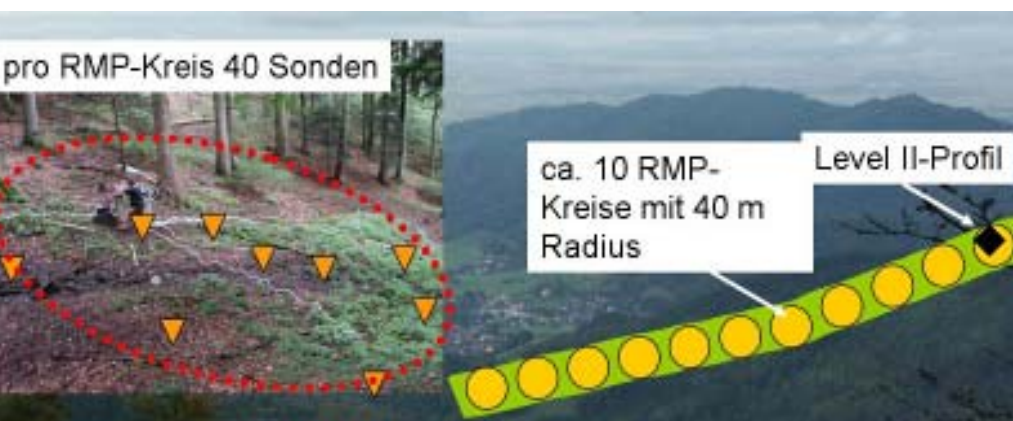 pro RMP-Kreis 40 Sonden
ca. 10 RMP-
Kreise mit 40 m
Radius
Level II-Profil